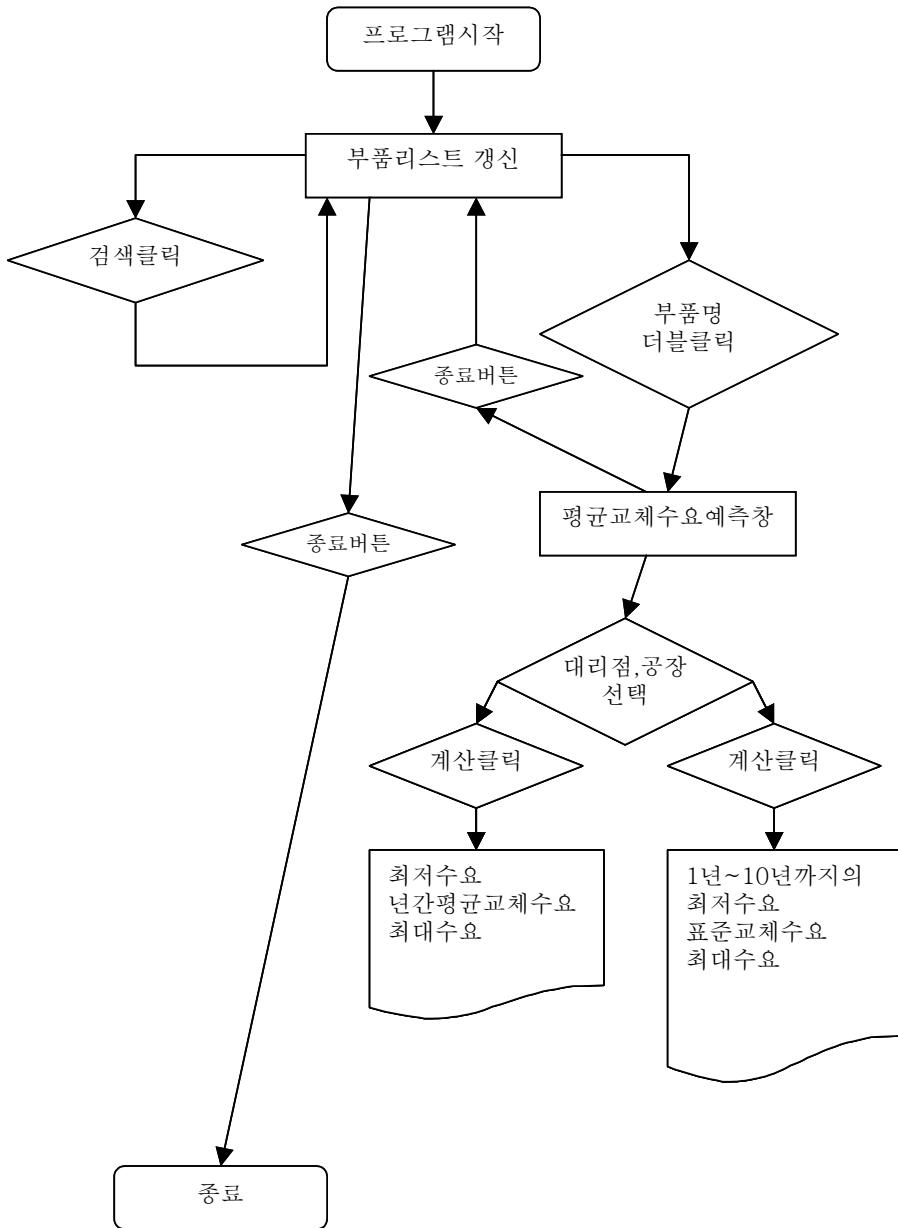 프로그램시작
부품리스트 갱신
검색클릭
부품명
더블클릭
종료버튼
평균교체수요예측창
종료버튼
대리점,공장
선택
계산클릭
계산클릭
최저수요
년간평균교체수요
최대수요
1년~10년까지의
최저수요
표준교체수요
최대수요
종료